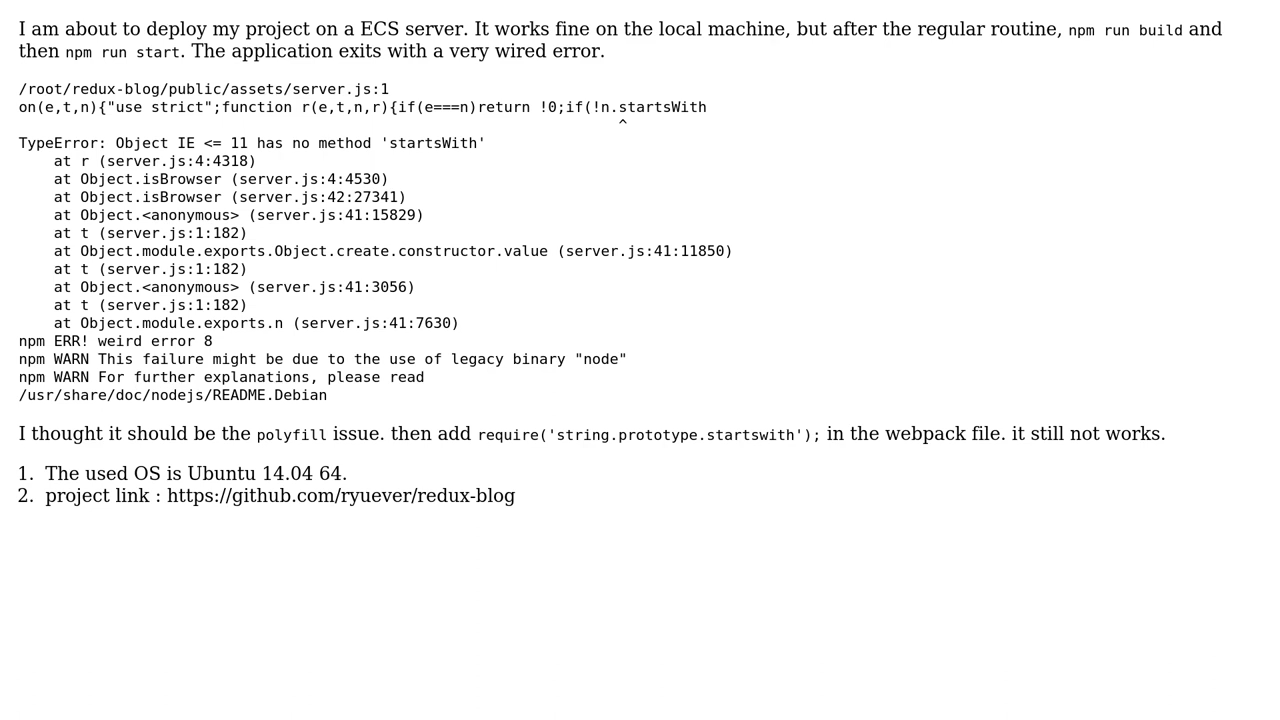 I am about to deploy my project on a ECS server. It works fine on the local machine, but after the regular routine, npm run build and
then npm run start. The application exits with a very wired error.
/root/redux-blog/public/assets/server.js:1
on(e,t,n){"use strict";function r(e,t,n,r){if(e===n)return !0;if(!n.startsWith
^
TypeError: Object IE <= 11 has no method 'startsWith'
    at r (server.js:4:4318)
    at Object.isBrowser (server.js:4:4530)
    at Object.isBrowser (server.js:42:27341)
    at Object.<anonymous> (server.js:41:15829)
    at t (server.js:1:182)
    at Object.module.exports.Object.create.constructor.value (server.js:41:11850)
    at t (server.js:1:182)
    at Object.<anonymous> (server.js:41:3056)
    at t (server.js:1:182)
    at Object.module.exports.n (server.js:41:7630)
npm ERR! weird error 8
npm WARN This failure might be due to the use of legacy binary "node"
npm WARN For further explanations, please read
/usr/share/doc/nodejs/README.Debian
I thought it should be the polyfill issue. then add require('string.prototype.startswith'); in the webpack file. it still not works.
1. The used OS is Ubuntu 14.04 64.
2. project link : https://github.com/ryuever/redux-blog